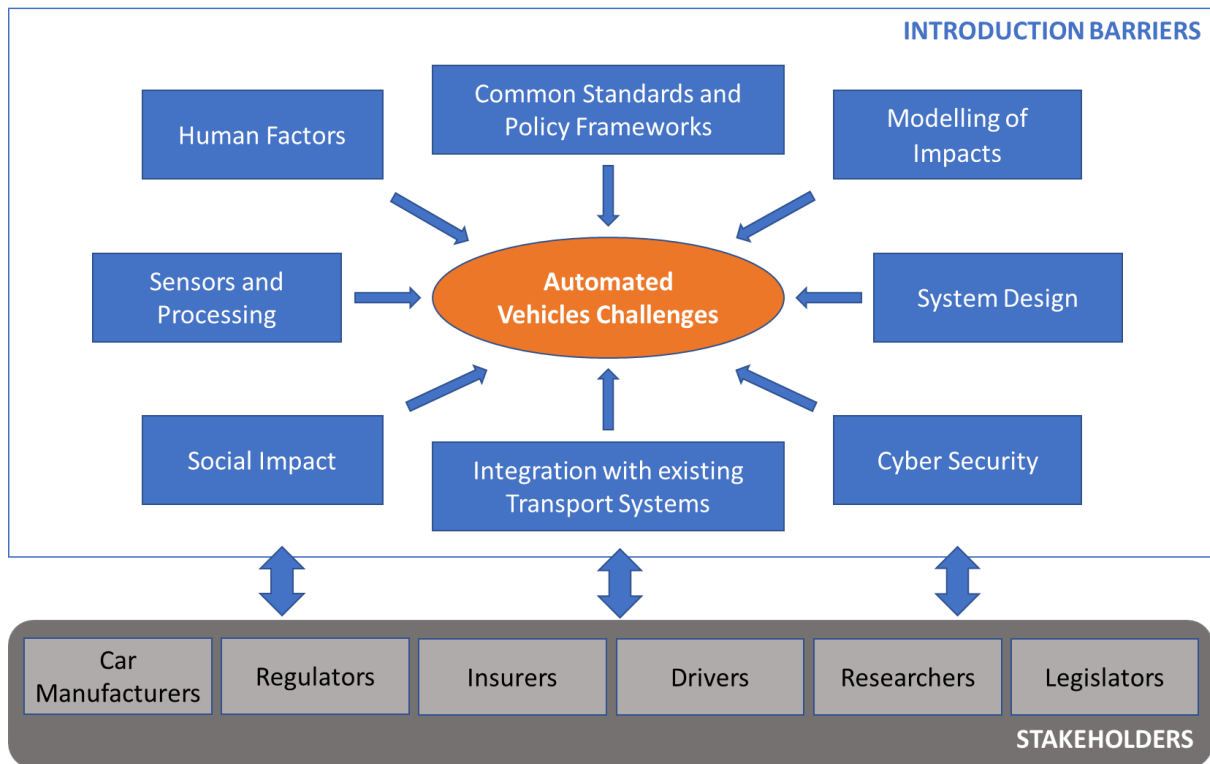 INTRODUCTION BARRIERS
Human Factors
Common Standards and
Policy Frameworks
Modelling of
Impacts
Sensors and
Processing
Automated
Vehicles Challenges
System Design
Social Impact
Integration with existing
Transport Systems
Cyber Security
Car
Manufacturers
Regulators
Insurers
Drivers
Researchers
Legislators
STAKEHOLDERS